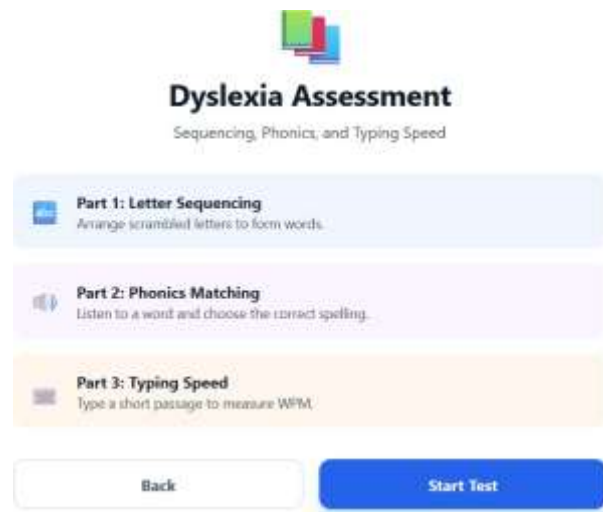 Dyslexia Assessment
Sequencing, Phonics, and Typing Speed
Part 1: Letter Sequencing
Arrange scrambled letters to form words.
Part 2: Phonics Matching
Listen to a word and choose the correct spelling.
Part 3: Typing Speed
Type a short passage to measure WPM.
Back
Start Test